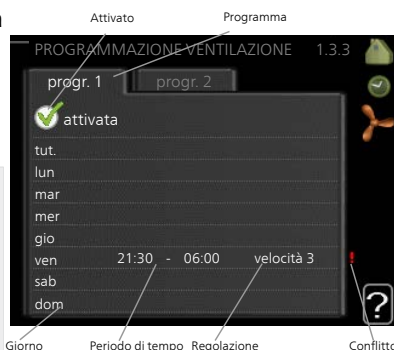 Attivato Programma
PROGRAMMAZIONE VENTILAZIONE 1.3.3
progr. 1 progr. 2
attivata
tut.
lun
mar
mer
gio
ven 21:30 - 06:00 velocità 3 !
sab
dom
?
Giorno Periodo di tempo Regolazione Conflitto